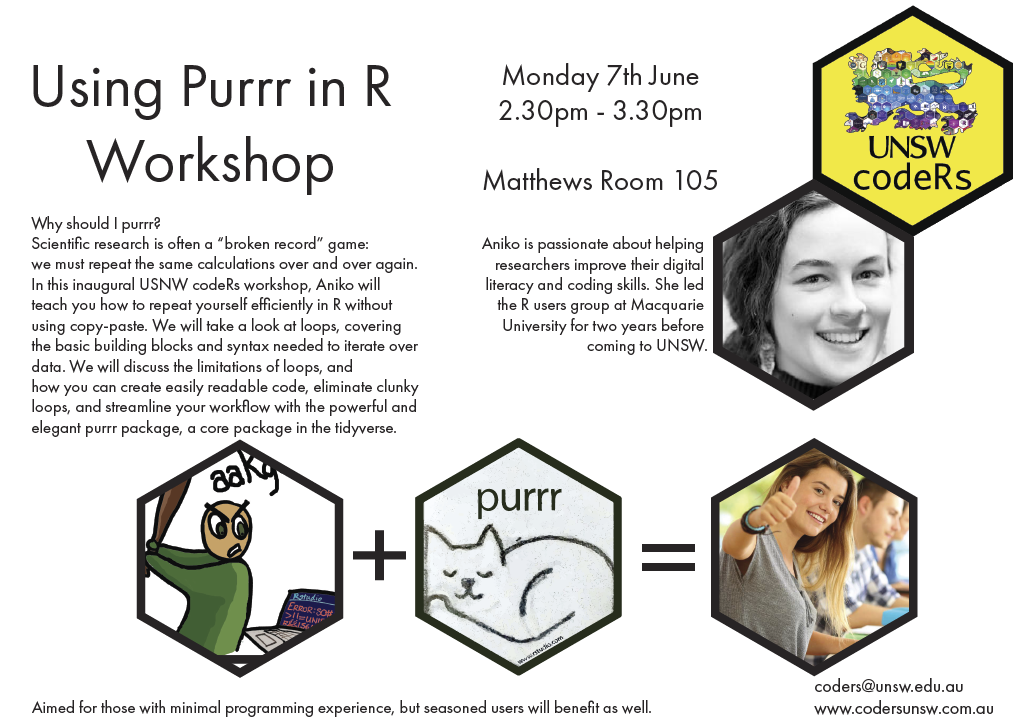 Using Purrr in R
Workshop
Monday 7th June
2.30pm - 3.30pm
Matthews Room 105
UNSW
codeRs
Why should I purrr?
Scientific research is often a “broken record” game:
we must repeat the same calculations over and over again.
In this inaugural USNW codeRs workshop, Aniko will
teach you how to repeat yourself efficiently in R without
using copy-paste. We will take a look at loops, covering
the basic building blocks and syntax needed to iterate over
data. We will discuss the limitations of loops, and
how you can create easily readable code, eliminate clunky
loops, and streamline your workflow with the powerful and
elegant purrr package, a core package in the tidyverse.
Aniko is passionate about helping
researchers improve their digital
literacy and coding skills. She led
the R users group at Macquarie
University for two years before
coming to UNSW.
aakg
Rstudio
ERROR:SO#
>!!=UNI
+
purrr
www.rstudio.com
=
coders@unsw.edu.au
www.codersunsw.com.au
Aimed for those with minimal programming experience, but seasoned users will benefit as well.